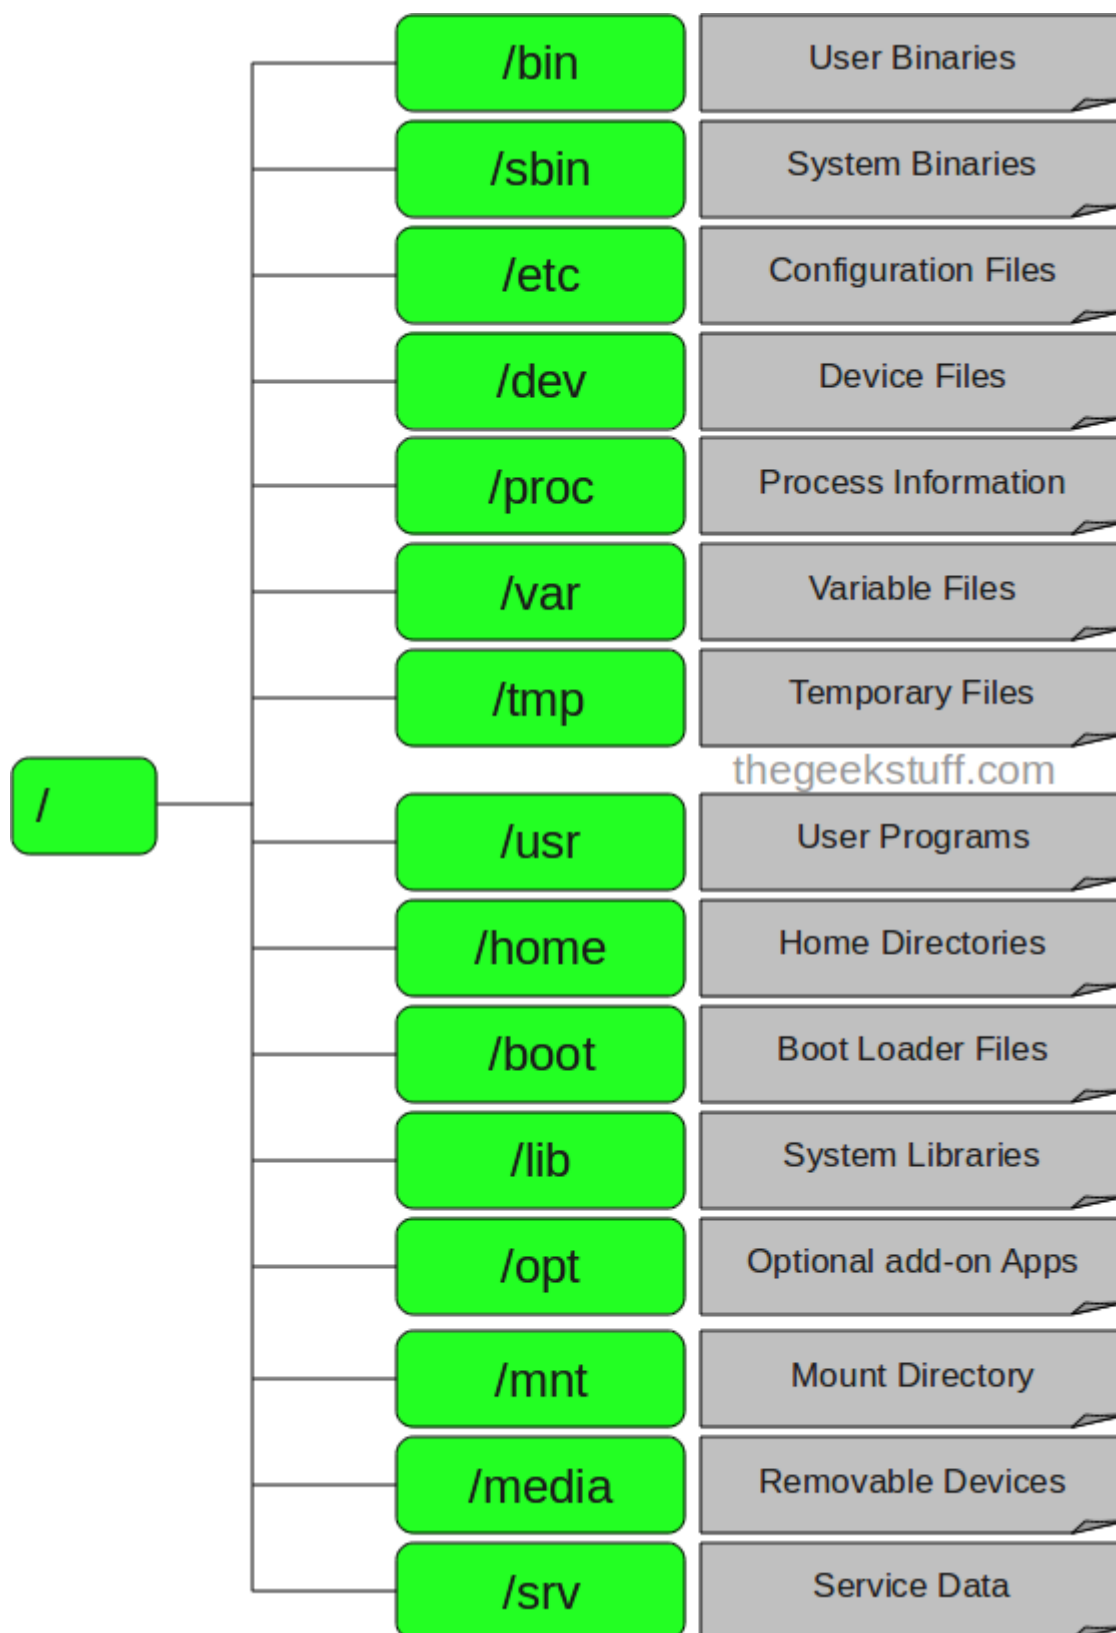 /bin User Binaries
/sbin System Binaries
/etc Configuration Files
/dev Device Files
/proc Process Information
/var Variable Files
/tmp Temporary Files
thegeekstuff.com
/
/usr User Programs
/home Home Directories
/boot Boot Loader Files
/lib System Libraries
/opt Optional add-on Apps
/mnt Mount Directory
/media Removable Devices
/srv Service Data